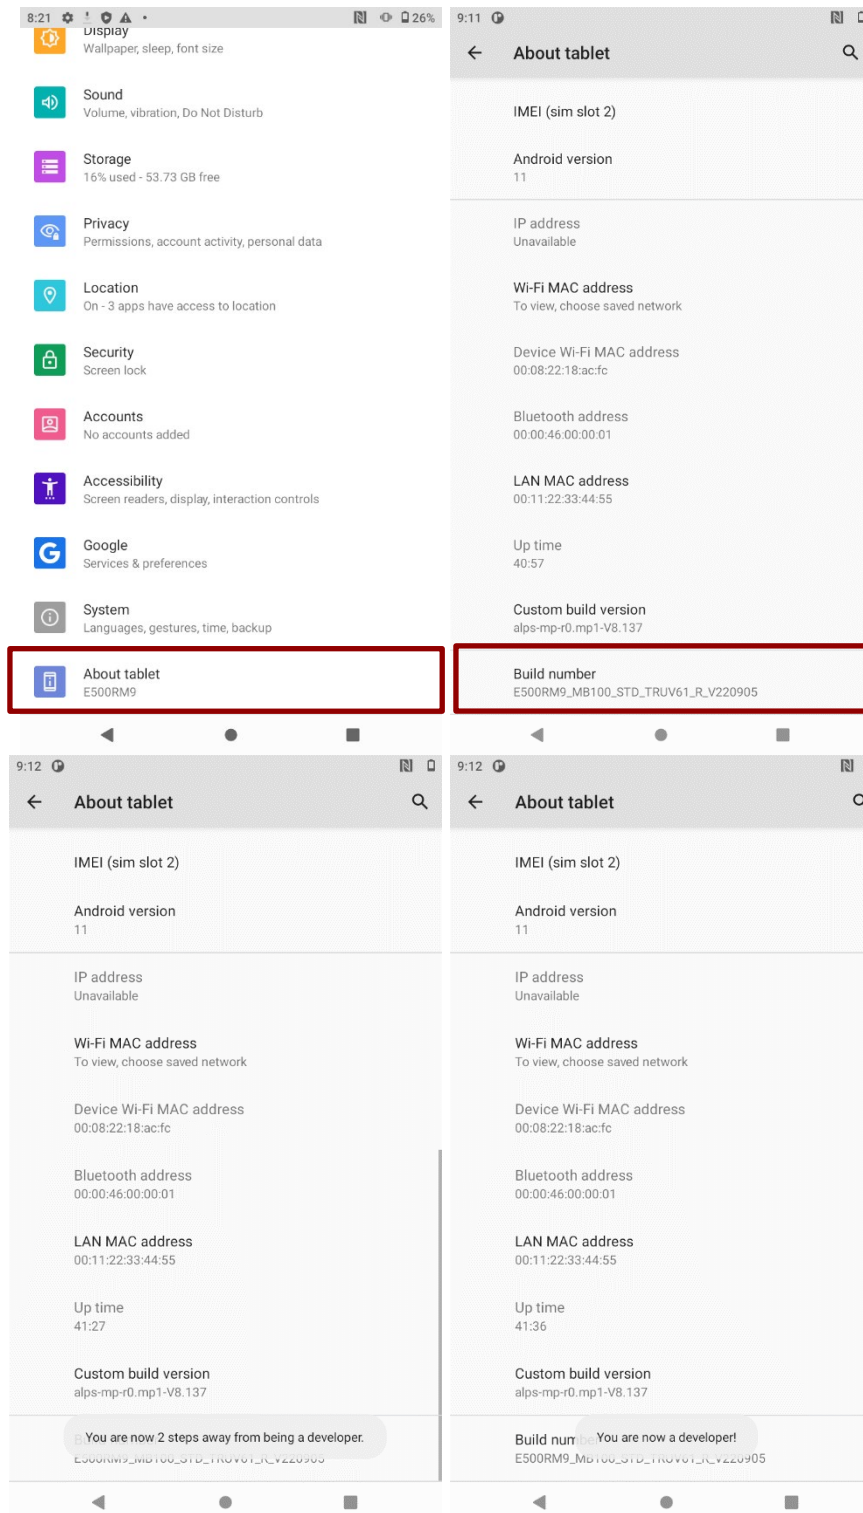 8:21 26%
Display
Wallpaper, sleep, font size
Sound
Volume, vibration, Do Not Disturb
Storage
16% used - 53.73 GB free
Privacy
Permissions, account activity, personal data
Location
On - 3 apps have access to location
Security
Screen lock
Accounts
No accounts added
Accessibility
Screen readers, display, interaction controls
Google
Services & preferences
System
Languages, gestures, time, backup
About tablet
E500RM9
9:11
About tablet
IMEI (sim slot 2)
Android version
11
IP address
Unavailable
Wi-Fi MAC address
To view, choose saved network
Device Wi-Fi MAC address
00:08:22:18:ac:fc
Bluetooth address
00:00:46:00:00:01
LAN MAC address
00:11:22:33:44:55
Up time
40:57
Custom build version
alps-mp-r0.mp1-V8.137
Build number
E500RM9_MB100_STD_TRUV61_R_V220905
9:12
About tablet
IMEI (sim slot 2)
Android version
11
IP address
Unavailable
Wi-Fi MAC address
To view, choose saved network
Device Wi-Fi MAC address
00:08:22:18:ac:fc
Bluetooth address
00:00:46:00:00:01
LAN MAC address
00:11:22:33:44:55
Up time
41:27
Custom build version
alps-mp-r0.mp1-V8.137
You are now 2 steps away from being a developer.
E500RM9_MB100_STD_TRUV61_R_V220905
9:12
About tablet
IMEI (sim slot 2)
Android version
11
IP address
Unavailable
Wi-Fi MAC address
To view, choose saved network
Device Wi-Fi MAC address
00:08:22:18:ac:fc
Bluetooth address
00:00:46:00:00:01
LAN MAC address
00:11:22:33:44:55
Up time
41:36
Custom build version
alps-mp-r0.mp1-V8.137
Build number
You are now a developer!
E500RM9_MB100_STD_TRUV61_R_V220905